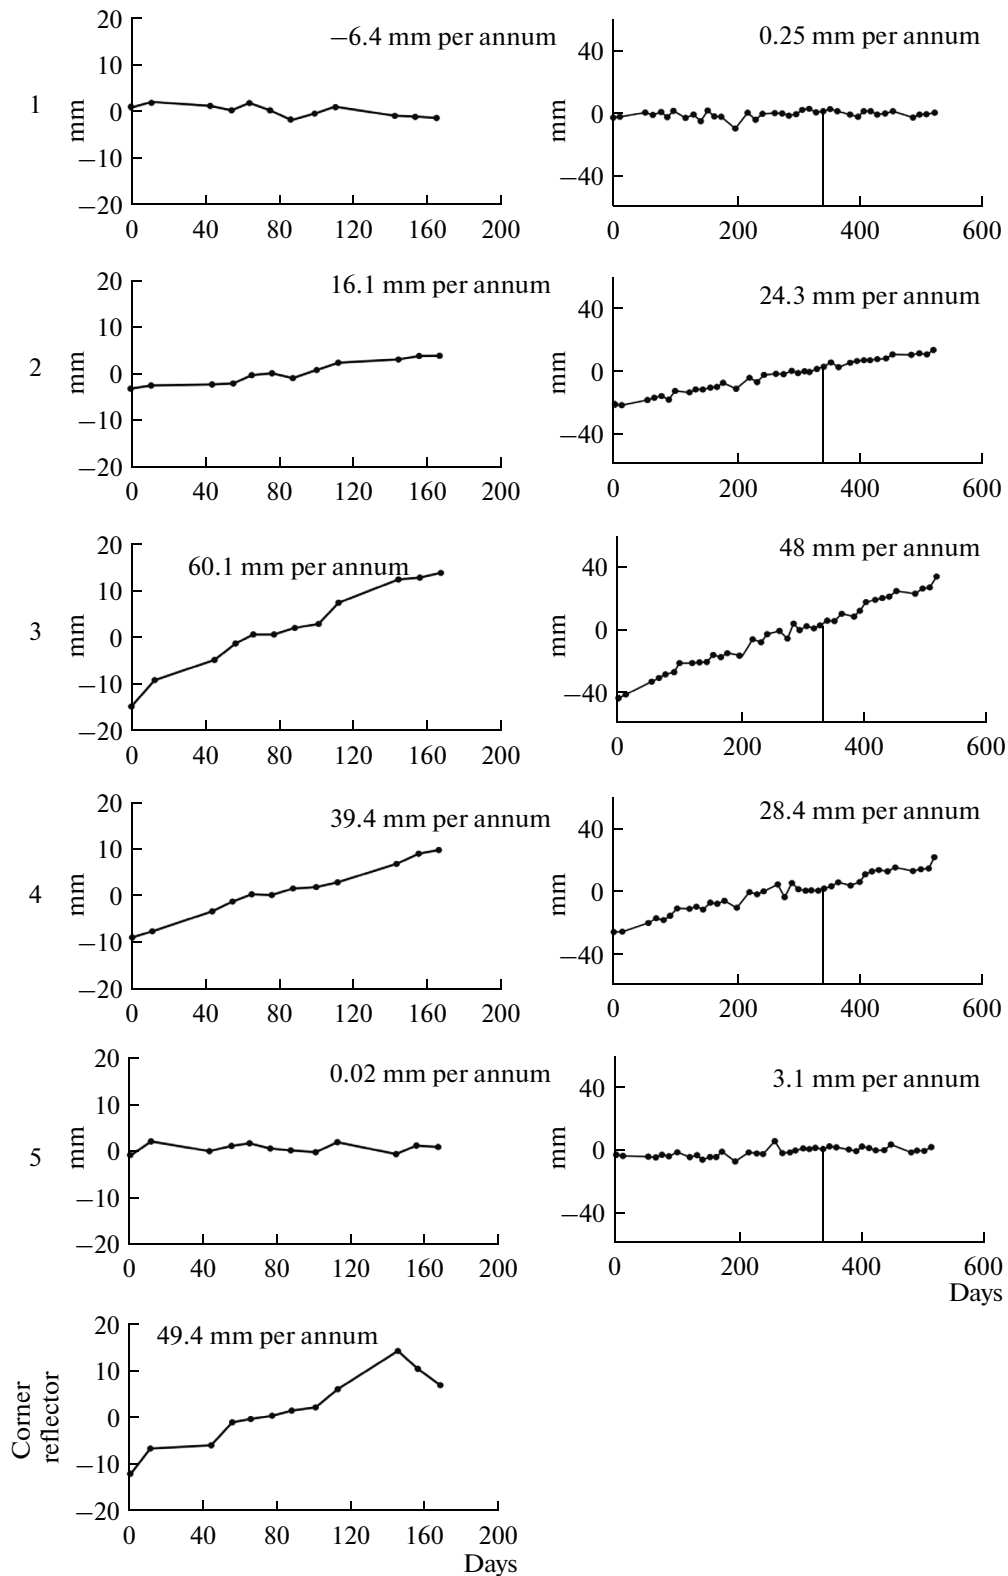 20
−6.4 mm per annum
10
0
−10
−20
mm
1
0 40 80 120 160 200
0.25 mm per annum
40
0
−40
mm
0 200 400 600
20
16.1 mm per annum
10
0
−10
−20
mm
2
0 40 80 120 160 200
24.3 mm per annum
40
0
−40
mm
0 200 400 600
20
60.1 mm per annum
10
0
−10
−20
mm
3
0 40 80 120 160 200
48 mm per annum
40
0
−40
mm
0 200 400 600
20
39.4 mm per annum
10
0
−10
−20
mm
4
0 40 80 120 160 200
28.4 mm per annum
40
0
−40
mm
0 200 400 600
20
0.02 mm per annum
10
0
−10
−20
mm
5
0 40 80 120 160 200
3.1 mm per annum
40
0
−40
mm
0 200 400 600
Days
20
49.4 mm per annum
10
0
−10
−20
Corner
reflector
0 40 80 120 160 200
Days